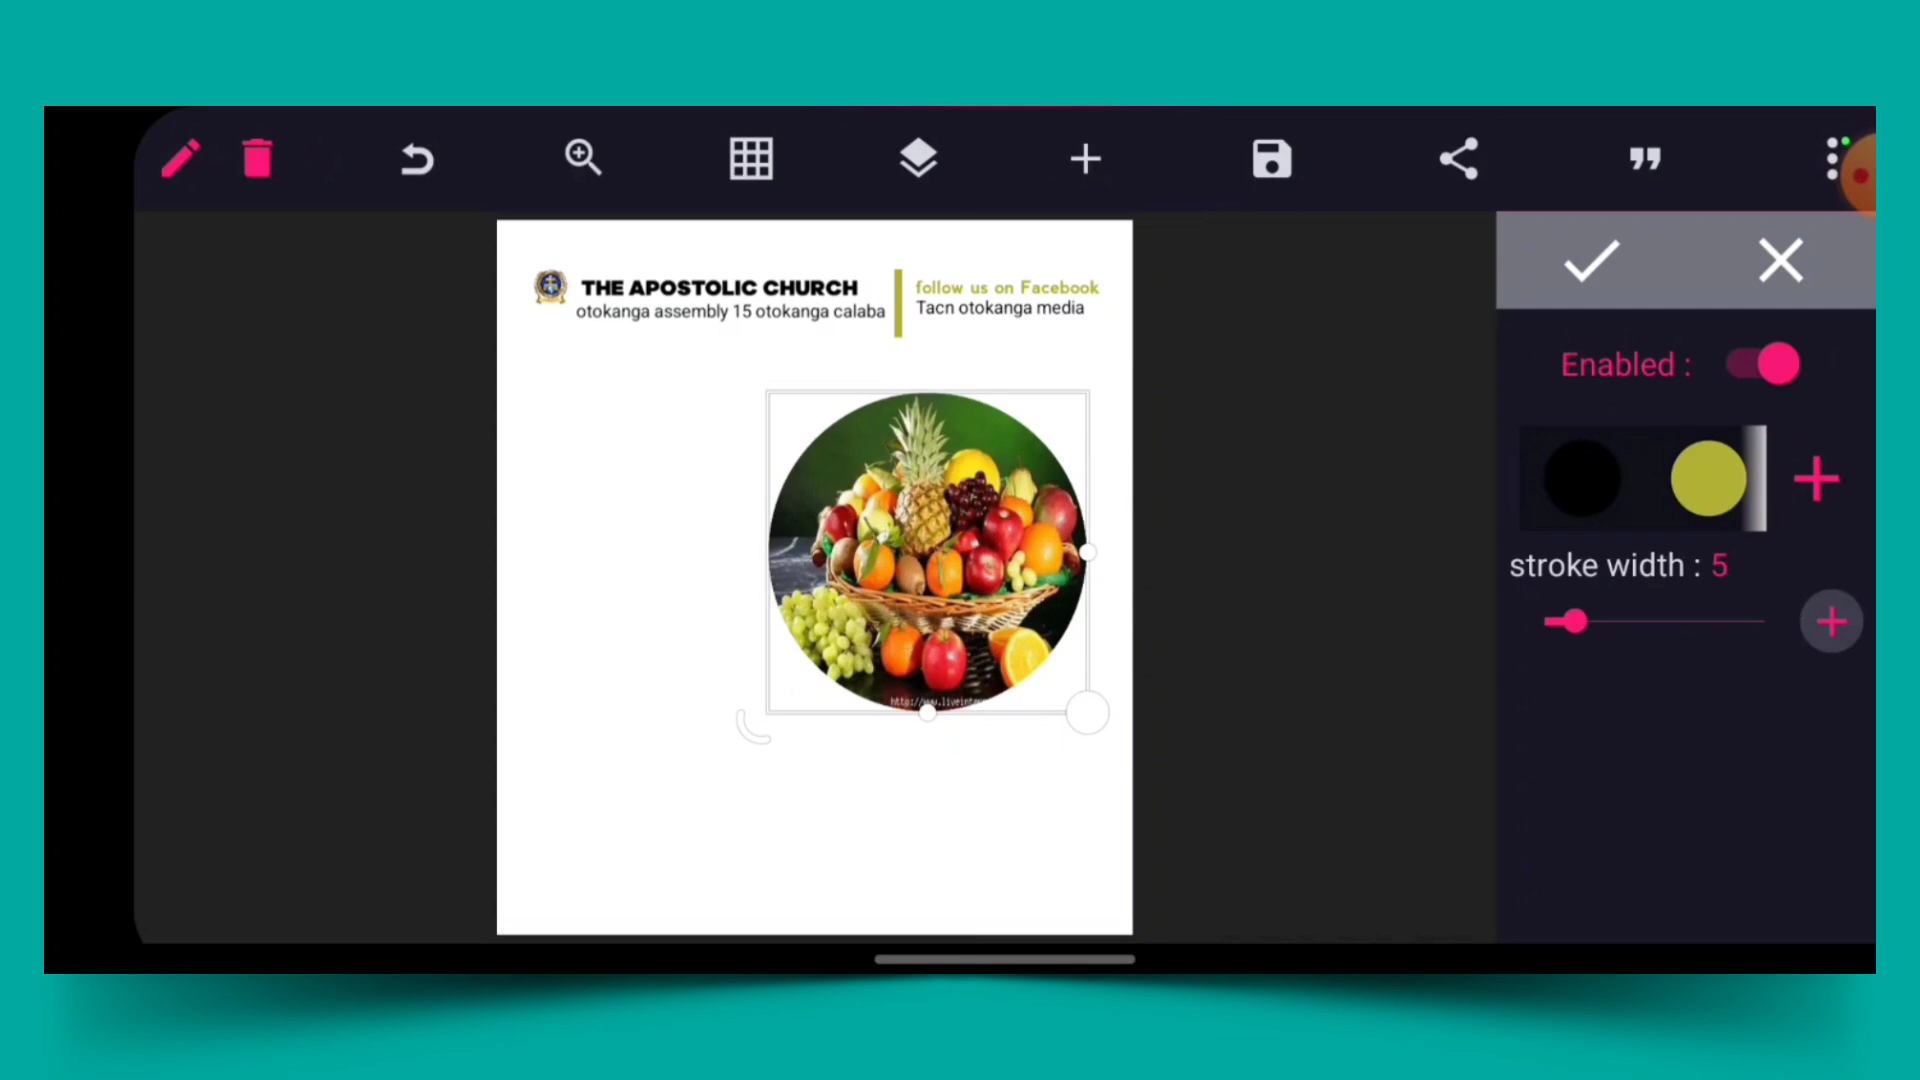 THE APOSTOLIC CHURCH
otokanga assembly 15 otokanga calaba
follow us on Facebook
Tacn otokanga media
Enabled :
stroke width : 5